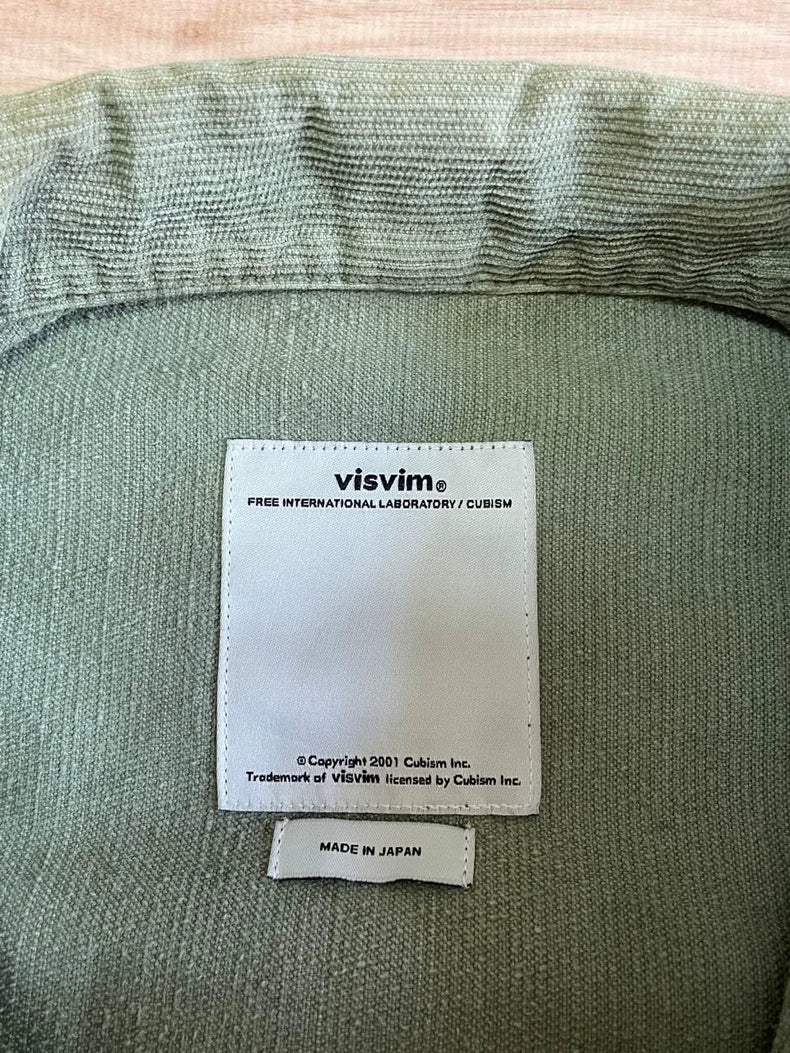 visvim®
FREE INTERNATIONAL LABORATORY / CUBISM
© Copyright 2001 Cubism Inc.
Trademark of visvim licensed by Cubism Inc.
MADE IN JAPAN